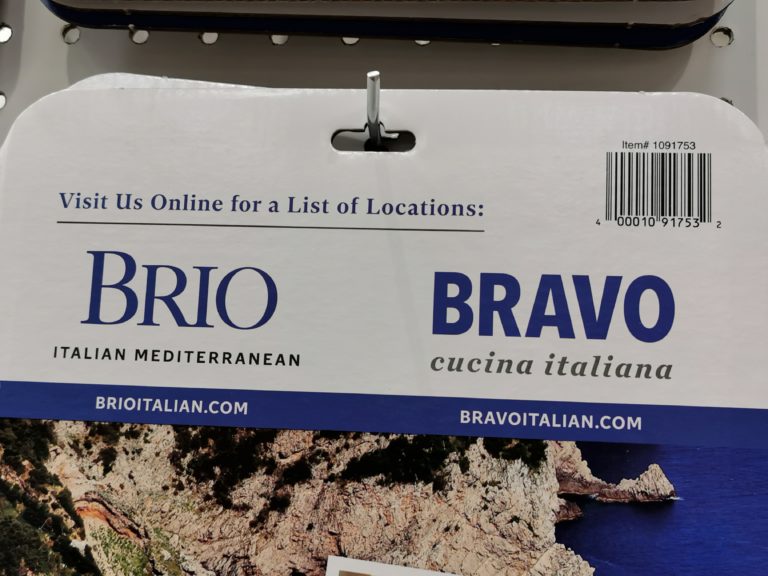 Item# 1091753
4 00010 91753 2
Visit Us Online for a List of Locations:
BRIO
ITALIAN MEDITERRANEAN
BRAVO
cucina italiana
BRIOITALIAN.COM
BRAVOITALIAN.COM